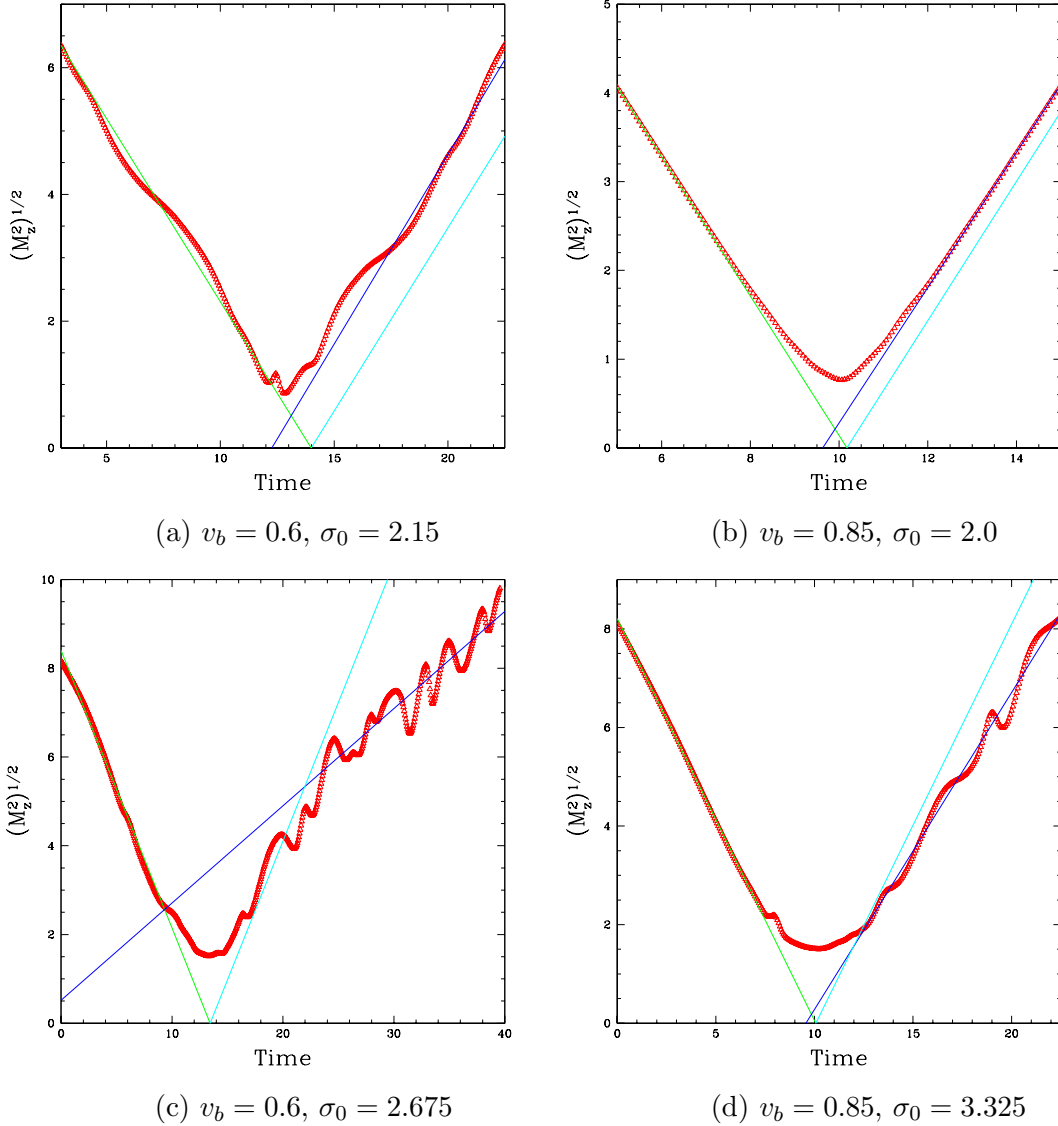 6
4
2
0
(M_z^2)^{1/2}
5 10 15 20
Time
(a) v_b = 0.6, σ_0 = 2.15
5
4
3
2
1
0
(M_z^2)^{1/2}
6 8 10 12 14
Time
(b) v_b = 0.85, σ_0 = 2.0
10
8
6
4
2
0
(M_z^2)^{1/2}
0 10 20 30 40
Time
(c) v_b = 0.6, σ_0 = 2.675
8
6
4
2
0
(M_z^2)^{1/2}
0 5 10 15 20
Time
(d) v_b = 0.85, σ_0 = 3.325